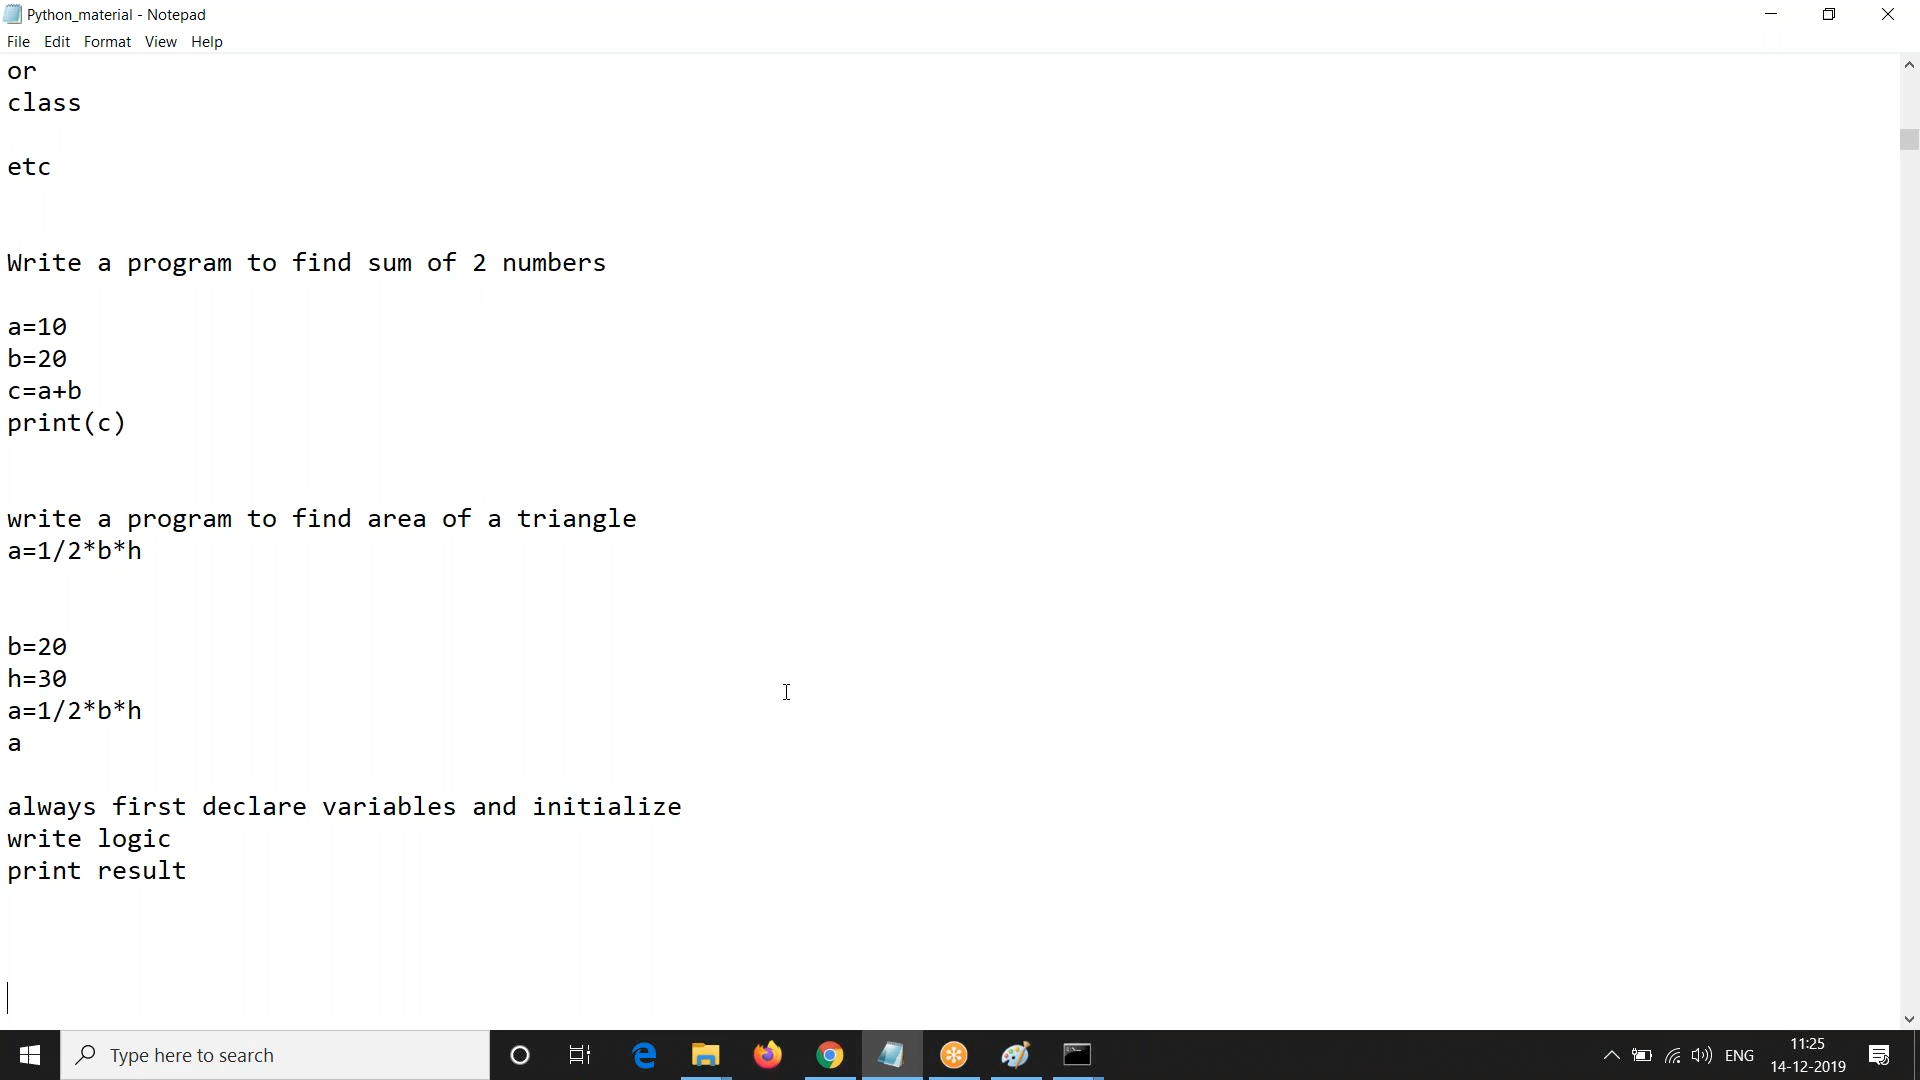 Python_material - Notepad
File Edit Format View Help
or
class
etc
Write a program to find sum of 2 numbers
a=10
b=20
c=a+b
print(c)
write a program to find area of a triangle
a=1/2*b*h
b=20
h=30
a=1/2*b*h
a
always first declare variables and initialize
write logic
print result
Type here to search
ENG
11:25
14-12-2019